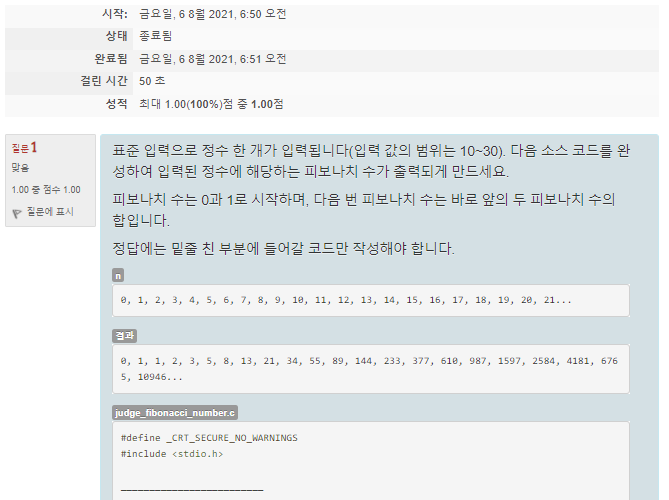 시작: 금요일, 6 8월 2021, 6:50 오전
상태 종료됨
완료됨 금요일, 6 8월 2021, 6:51 오전
걸린 시간 50 초
성적 최대 1.00(100%)점 중 1.00점
질문 1
맞음
1.00 중 점수 1.00
질문에 표시
표준 입력으로 정수 한 개가 입력됩니다(입력 값의 범위는 10~30). 다음 소스 코드를 완
성하여 입력된 정수에 해당하는 피보나치 수가 출력되게 만드세요.
피보나치 수는 0과 1로 시작하며, 다음 번 피보나치 수는 바로 앞의 두 피보나치 수의
합입니다.
정답에는 밑줄 친 부분에 들어갈 코드만 작성해야 합니다.
n
0, 1, 2, 3, 4, 5, 6, 7, 8, 9, 10, 11, 12, 13, 14, 15, 16, 17, 18, 19, 20, 21...
결과
0, 1, 1, 2, 3, 5, 8, 13, 21, 34, 55, 89, 144, 233, 377, 610, 987, 1597, 2584, 4181, 676
5, 10946...
judge_fibonacci_number.c
#define _CRT_SECURE_NO_WARNINGS
#include <stdio.h>
_________________________